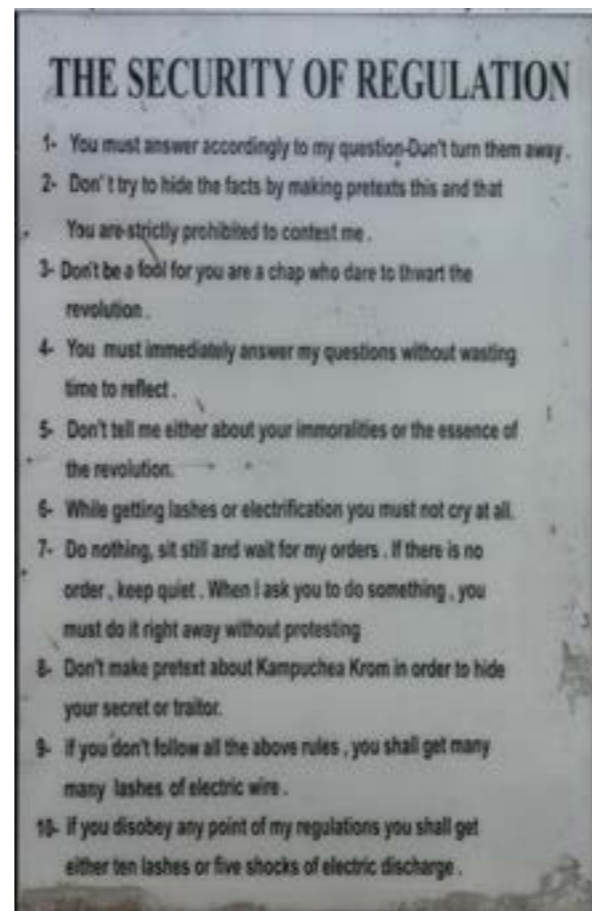 THE SECURITY OF REGULATION
1- You must answer accordingly to my question-Don't turn them away .
2- Don' t try to hide the facts by making pretexts this and that
You are strictly prohibited to contest me .
3- Don't be a fool for you are a chap who dare to thwart the
revolution .
4- You must immediately answer my questions without wasting
time to reflect .
5- Don't tell me either about your immoralities or the essence of
the revolution.
6- While getting lashes or electrification you must not cry at all.
7- Do nothing, sit still and wait for my orders . If there is no
order , keep quiet . When I ask you to do something , you
must do it right away without protesting
8- Don't make pretext about Kampuchea Krom in order to hide
your secret or traitor.
9- if you don't follow all the above rules , you shall get many
many lashes of electric wire .
10- if you disobey any point of my regulations you shall get
either ten lashes or five shocks of electric discharge .